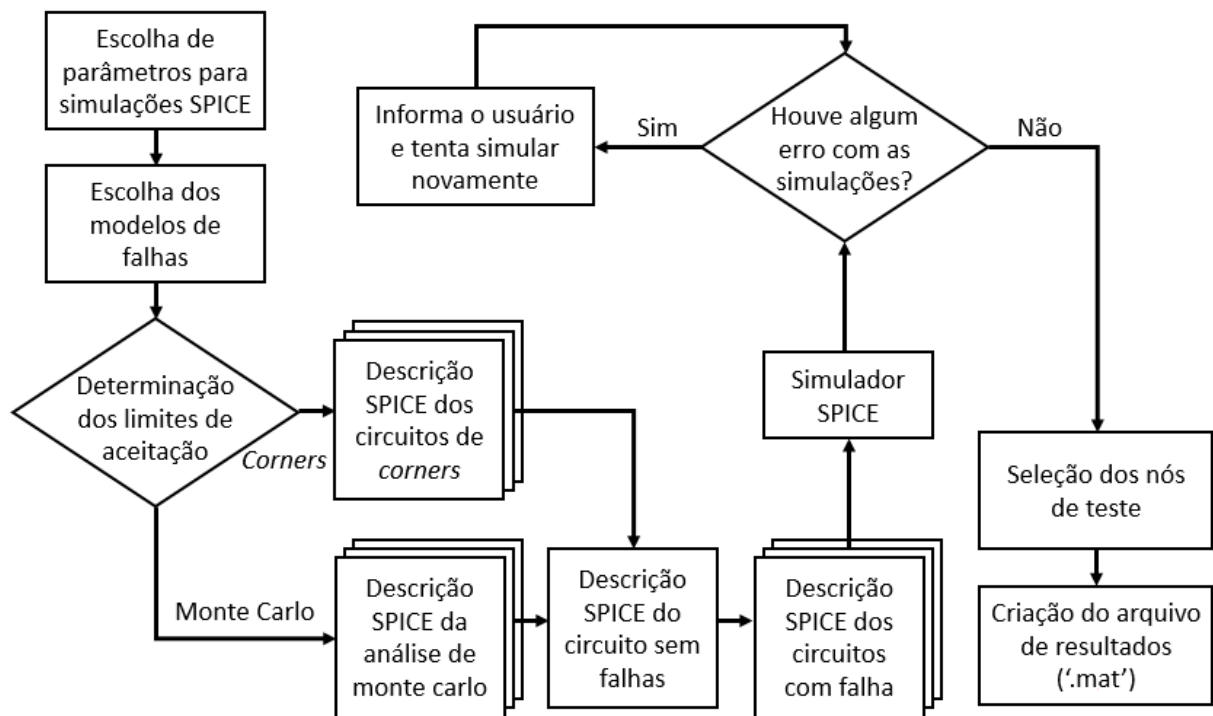 Escolha de
parâmetros para
simulações SPICE
Escolha dos
modelos de
falhas
Determinação
dos limites de
aceitação
Corners
Monte Carlo
Descrição
SPICE dos
circuitos de
corners
Descrição
SPICE da
análise de
monte carlo
Descrição
SPICE do
circuito sem
falhas
Descrição
SPICE dos
circuitos
com falha
Simulador
SPICE
Houve algum
erro com as
simulações?
Sim
Informa o usuário
e tenta simular
novamente
Não
Seleção dos nós
de teste
Criação do arquivo
de resultados
(‘.mat’)